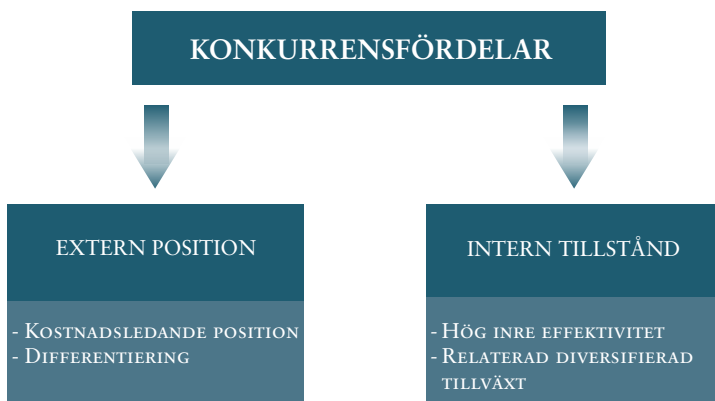 KONKURRENSFÖRDELAR
EXTERN POSITION
- KOSTNADSLEDANDE POSITION
- DIFFERENTIERING
INTERN TILLSTÅND
- HÖG INRE EFFEKTIVITET
- RELATERAD DIVERSIFIERAD
TILLVÄXT